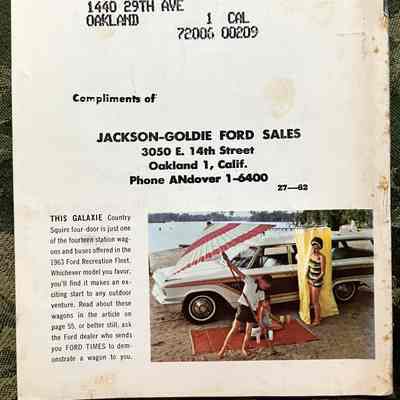 1440 29TH AVE
OAKLAND 1 CAL
72006 00209
Compliments of
JACKSON-GOLDIE FORD SALES
3050 E. 14th Street
Oakland 1, Calif.
Phone ANdover 1-6400
27—62
THIS GALAXIE Country
Squire four-door is just one
of the fourteen station wag-
ons and buses offered in the
1963 Ford Recreation Fleet.
Whichever model you favor,
you'll find it makes an ex-
citing start to any outdoor
venture. Read about these
wagons in the article on
page 55, or better still, ask
the Ford dealer who sends
you FORD TIMES to dem-
onstrate a wagon to you.